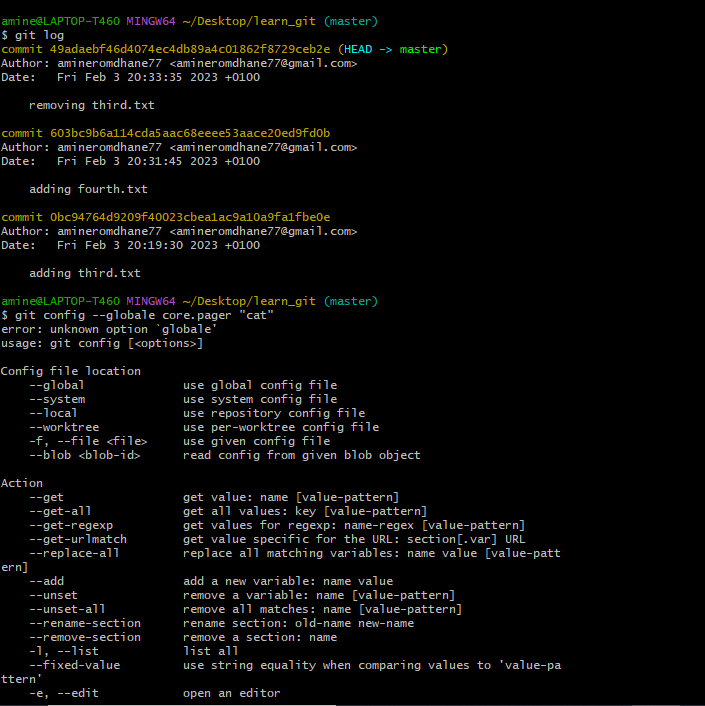 amine@LAPTOP-T460 MINGW64 ~/Desktop/learn_git (master)
$ git log
commit 49adaebf46d4074ec4db89a4c01862f8729ceb2e (HEAD -> master)
Author: amineromdhane77 <amineromdhane77@gmail.com>
Date:   Fri Feb 3 20:33:35 2023 +0100

    removing third.txt

commit 603bc9b6a114cda5aac68eeee53aace20ed9fd0b
Author: amineromdhane77 <amineromdhane77@gmail.com>
Date:   Fri Feb 3 20:31:45 2023 +0100

    adding fourth.txt

commit 0bc94764d9209f40023cbea1ac9a10a9fa1fbe0e
Author: amineromdhane77 <amineromdhane77@gmail.com>
Date:   Fri Feb 3 20:19:30 2023 +0100

    adding third.txt

amine@LAPTOP-T460 MINGW64 ~/Desktop/learn_git (master)
$ git config --globale core.pager "cat"
error: unknown option `globale'
usage: git config [<options>]

Config file location
    --global              use global config file
    --system              use system config file
    --local               use repository config file
    --worktree            use per-worktree config file
    -f, --file <file>     use given config file
    --blob <blob-id>      read config from given blob object

Action
    --get                 get value: name [value-pattern]
    --get-all             get all values: key [value-pattern]
    --get-regexp          get values for regexp: name-regex [value-pattern]
    --get-urlmatch        get value specific for the URL: section[.var] URL
    --replace-all         replace all matching variables: name value [value-patt
ern]
    --add                 add a new variable: name value
    --unset               remove a variable: name [value-pattern]
    --unset-all           remove all matches: name [value-pattern]
    --rename-section      rename section: old-name new-name
    --remove-section      remove a section: name
    -l, --list            list all
    --fixed-value         use string equality when comparing values to 'value-pa
ttern'
    -e, --edit            open an editor